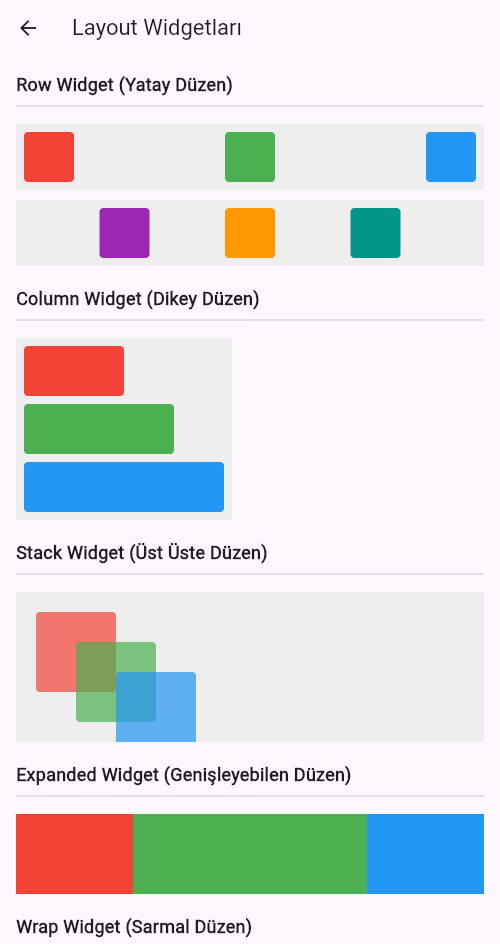 Layout Widgetları
Row Widget (Yatay Düzen)
Column Widget (Dikey Düzen)
Stack Widget (Üst Üste Düzen)
Expanded Widget (Genişleyebilen Düzen)
Wrap Widget (Sarmal Düzen)